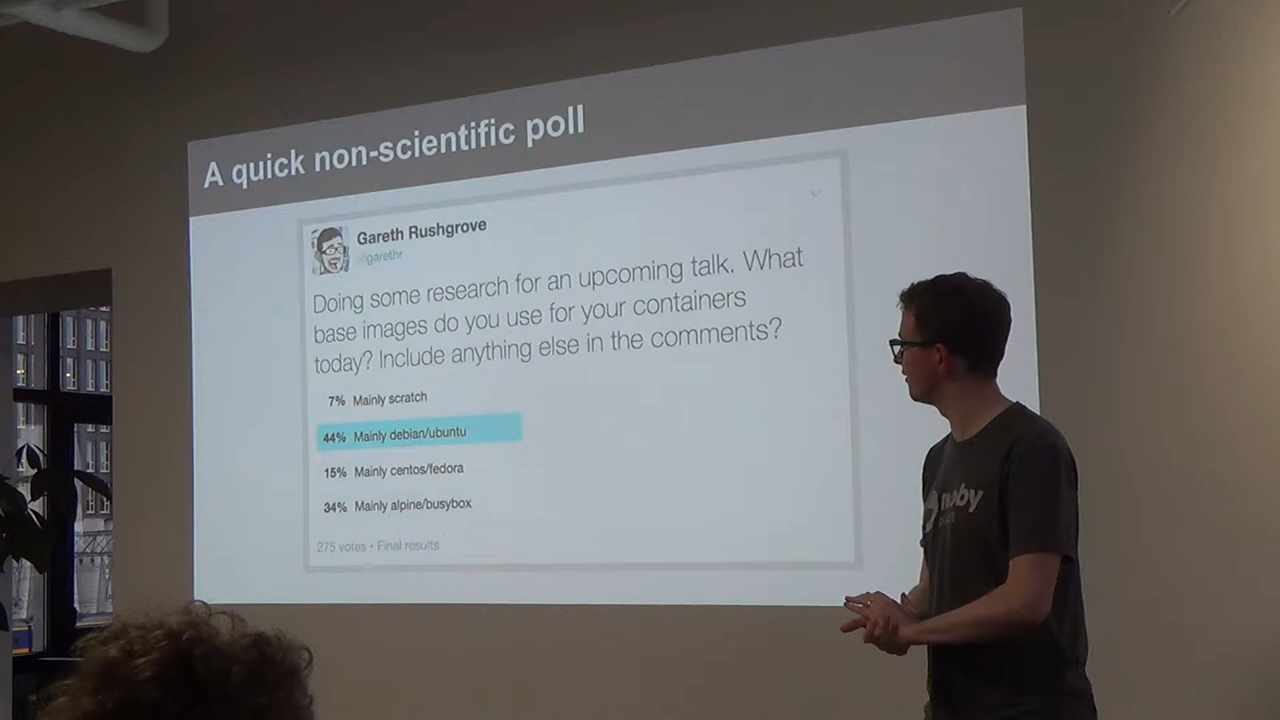 A quick non-scientific poll
Gareth Rushgrove
@garethr
Doing some research for an upcoming talk. What
base images do you use for your containers
today? Include anything else in the comments?
7% Mainly scratch
44% Mainly debian/ubuntu
15% Mainly centos/fedora
34% Mainly alpine/busybox
275 votes • Final results